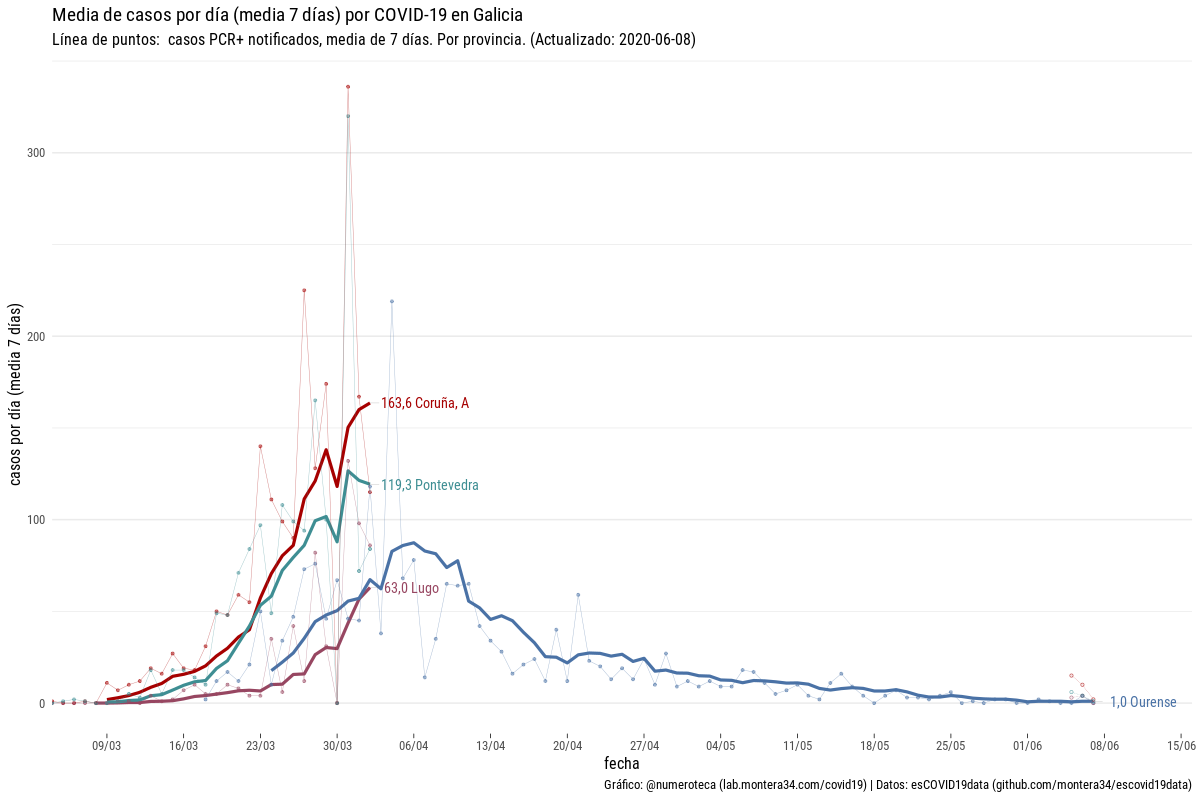 Media de casos por día (media 7 días) por COVID-19 en Galicia
Línea de puntos:  casos PCR+ notificados, media de 7 días. Por provincia. (Actualizado: 2020-06-08)
casos por día (media 7 días)
300
200
100
0
163,6 Coruña, A
119,3 Pontevedra
63,0 Lugo
1,0 Ourense
09/03
16/03
23/03
30/03
06/04
13/04
20/04
27/04
04/05
11/05
18/05
25/05
01/06
08/06
15/06
fecha
Gráfico: @numeroteca (lab.montera34.com/covid19) | Datos: esCOVID19data (github.com/montera34/escovid19data)